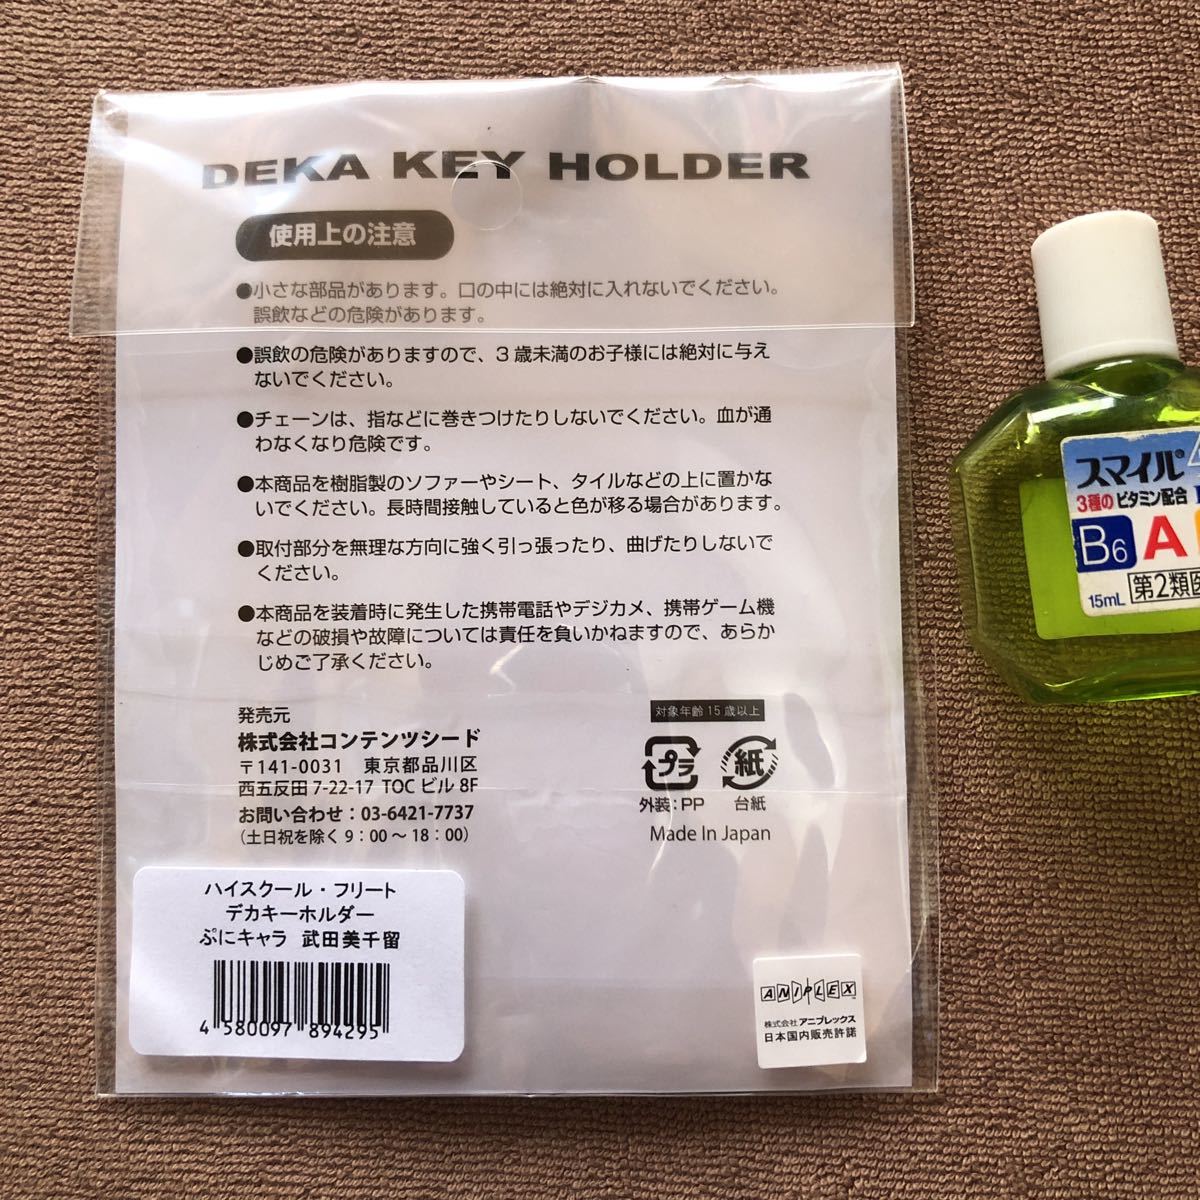 DEKA KEY HOLDER
使用上の注意
●小さな部品があります。口の中には絶対に入れないでください。
誤飲などの危険があります。
●誤飲の危険がありますので、3歳未満のお子様には絶対に与え
ないでください。
●チェーンは、指などに巻きつけたりしないでください。血が通
わなくなり危険です。
●本商品を樹脂製のソファーやシート、タイルなどの上に置かな
いでください。長時間接触していると色が移る場合があります。
●取付部分を無理な方向に強く引っ張ったり、曲げたりしないで
ください。
●本商品を装着時に発生した携帯電話やデジカメ、携帯ゲーム機
などの破損や故障については責任を負いかねますので、あらか
じめご了承ください。
発売元
株式会社コンテンツシード
〒141-0031 東京都品川区
西五反田 7-22-17 TOC ビル 8F
お問い合わせ:03-6421-7737
(土日祝を除く 9:00 〜 18:00)
対象年齢 15 歳以上
プラ
紙
外装:PP
台紙
Made In Japan
ハイスクール・フリート
デカキーホルダー
ぷにキャラ 武田美千留
4 580097 894295
ANIPLEX
株式会社 アニプレックス
日本国内販売許諾
スマイル
3種の ビタミン配合
B6 A
15mL 第2類医